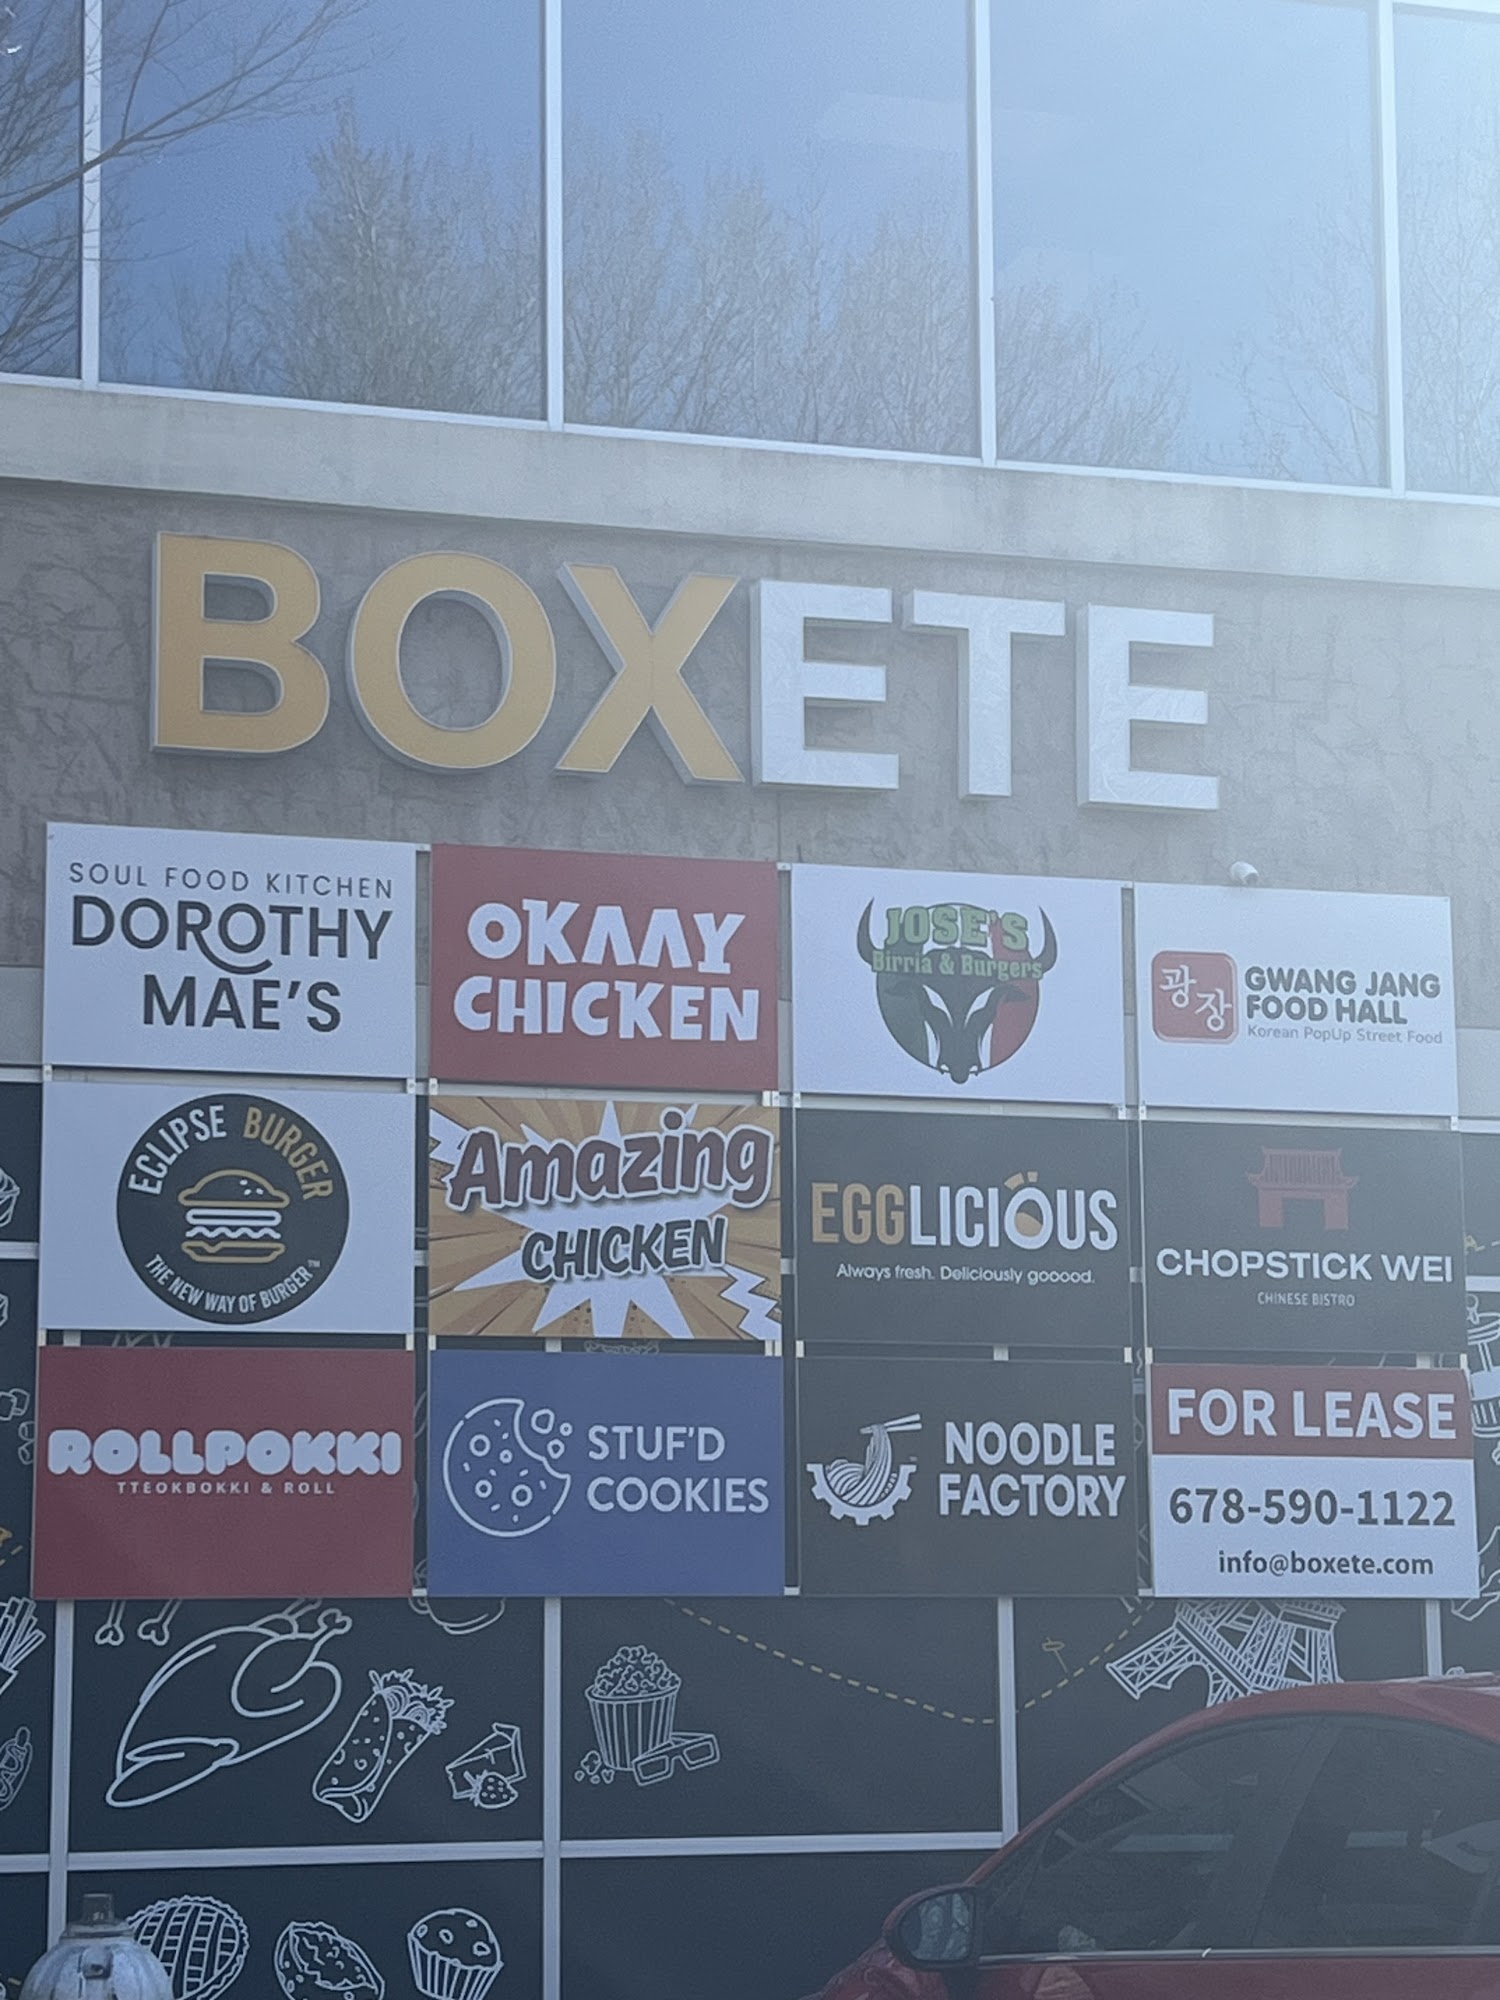 BOXETE
SOUL FOOD KITCHEN
DOROTHY
MAE'S
OKAAY
CHICKEN
JOSE'S
Birria & Burgers
광장
GWANG JANG
FOOD HALL
Korean PopUp Street Food
ECLIPSE BURGER
THE NEW WAY OF BURGER™
Amazing
CHICKEN
EGGLICIOUS
Always fresh. Deliciously gooood.
CHOPSTICK WEI
CHINESE BISTRO
ROLLPOKKI
TTEOKBOKKI & ROLL
STUF'D
COOKIES
NOODLE
FACTORY
FOR LEASE
678-590-1122
info@boxete.com